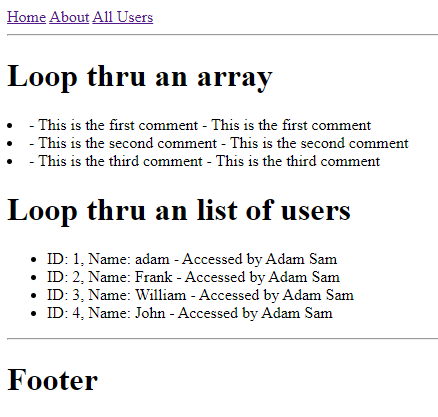 Home About All Users
Loop thru an array
- This is the first comment - This is the first comment
- This is the second comment - This is the second comment
- This is the third comment - This is the third comment
Loop thru an list of users
ID: 1, Name: adam - Accessed by Adam Sam
ID: 2, Name: Frank - Accessed by Adam Sam
ID: 3, Name: William - Accessed by Adam Sam
ID: 4, Name: John - Accessed by Adam Sam
Footer